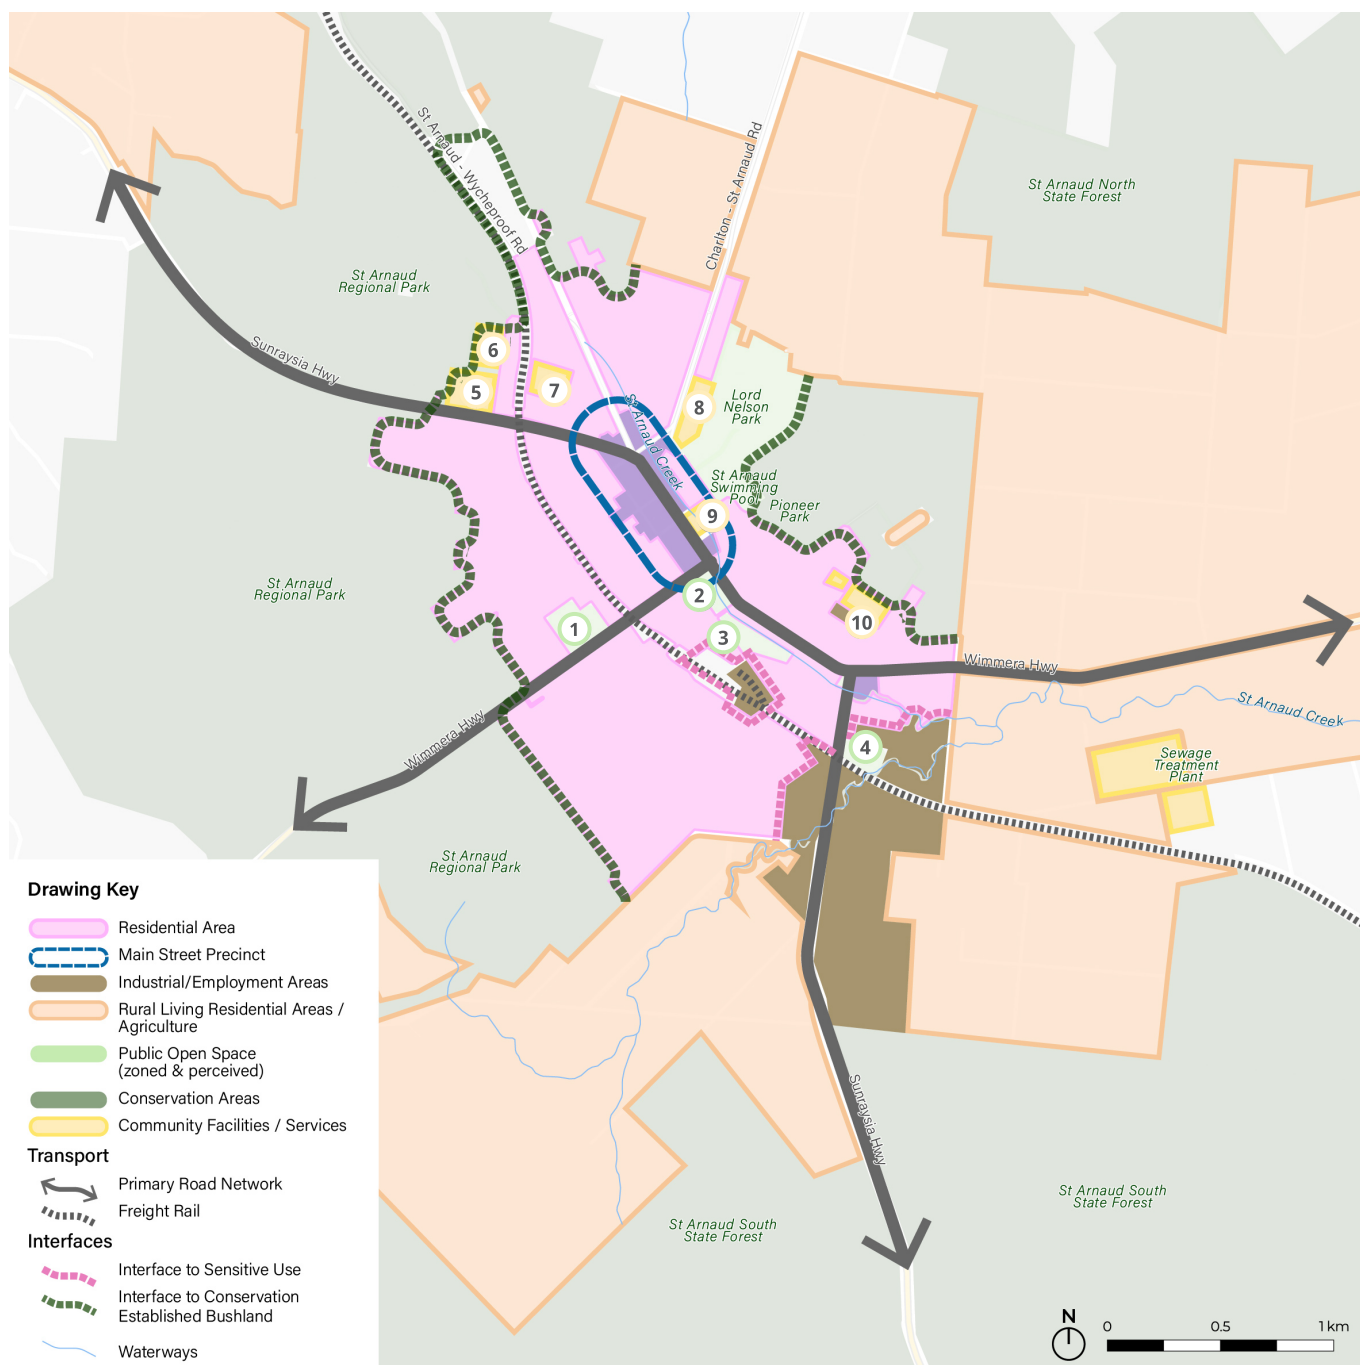 St Arnaud - Wycheproof Rd
Charlton - St Arnaud Rd
St Arnaud North
State Forest
St Arnaud
Regional Park
Sunraysia Hwy
6
5
7
8
Lord
Nelson
Park
St Arnaud Creek
St Arnaud
Swimming
Pool
9
Pioneer
Park
St Arnaud
Regional Park
1
2
3
10
Wimmera Hwy
St Arnaud Creek
Wimmera Hwy
4
Sewage
Treatment
Plant
St Arnaud
Regional Park
Sunraysia Hwy
St Arnaud South
State Forest
St Arnaud South
State Forest
Drawing Key
Residential Area
Main Street Precinct
Industrial/Employment Areas
Rural Living Residential Areas /
Agriculture
Public Open Space
(zoned & perceived)
Conservation Areas
Community Facilities / Services
Transport
Primary Road Network
Freight Rail
Interfaces
Interface to Sensitive Use
Interface to Conservation
Established Bushland
Waterways
N
0 0.5 1 km